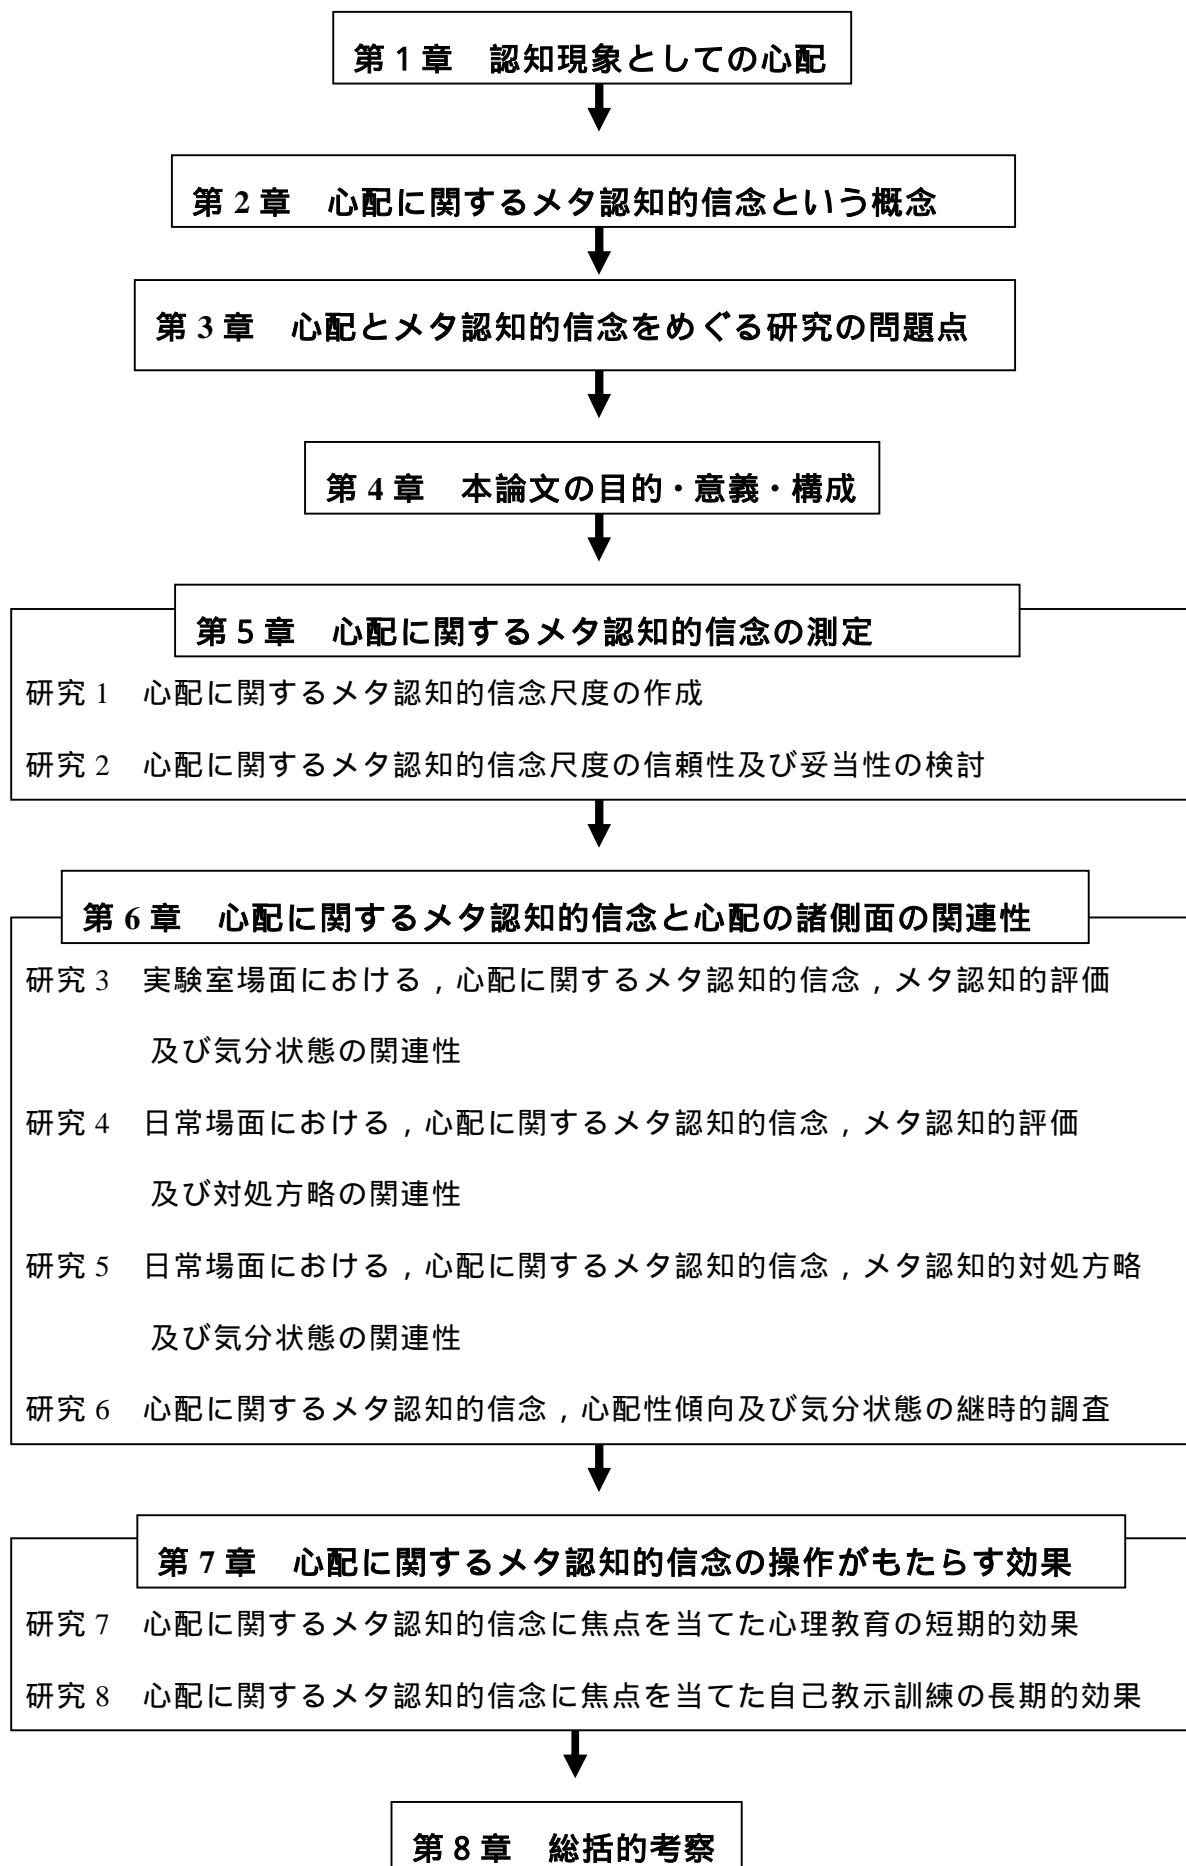 第1章　認知現象としての心配
第2章　心配に関するメタ認知的信念という概念
第3章　心配とメタ認知的信念をめぐる研究の問題点
第4章　本論文の目的・意義・構成
第5章　心配に関するメタ認知的信念の測定
研究1　心配に関するメタ認知的信念尺度の作成
研究2　心配に関するメタ認知的信念尺度の信頼性及び妥当性の検討
第6章　心配に関するメタ認知的信念と心配の諸側面の関連性
研究3　実験室場面における，心配に関するメタ認知的信念，メタ認知的評価
及び気分状態の関連性
研究4　日常場面における，心配に関するメタ認知的信念，メタ認知的評価
及び対処方略の関連性
研究5　日常場面における，心配に関するメタ認知的信念，メタ認知的対処方略
及び気分状態の関連性
研究6　心配に関するメタ認知的信念，心配性傾向及び気分状態の継時的調査
第7章　心配に関するメタ認知的信念の操作がもたらす効果
研究7　心配に関するメタ認知的信念に焦点を当てた心理教育の短期的効果
研究8　心配に関するメタ認知的信念に焦点を当てた自己教示訓練の長期的効果
第8章　総括的考察